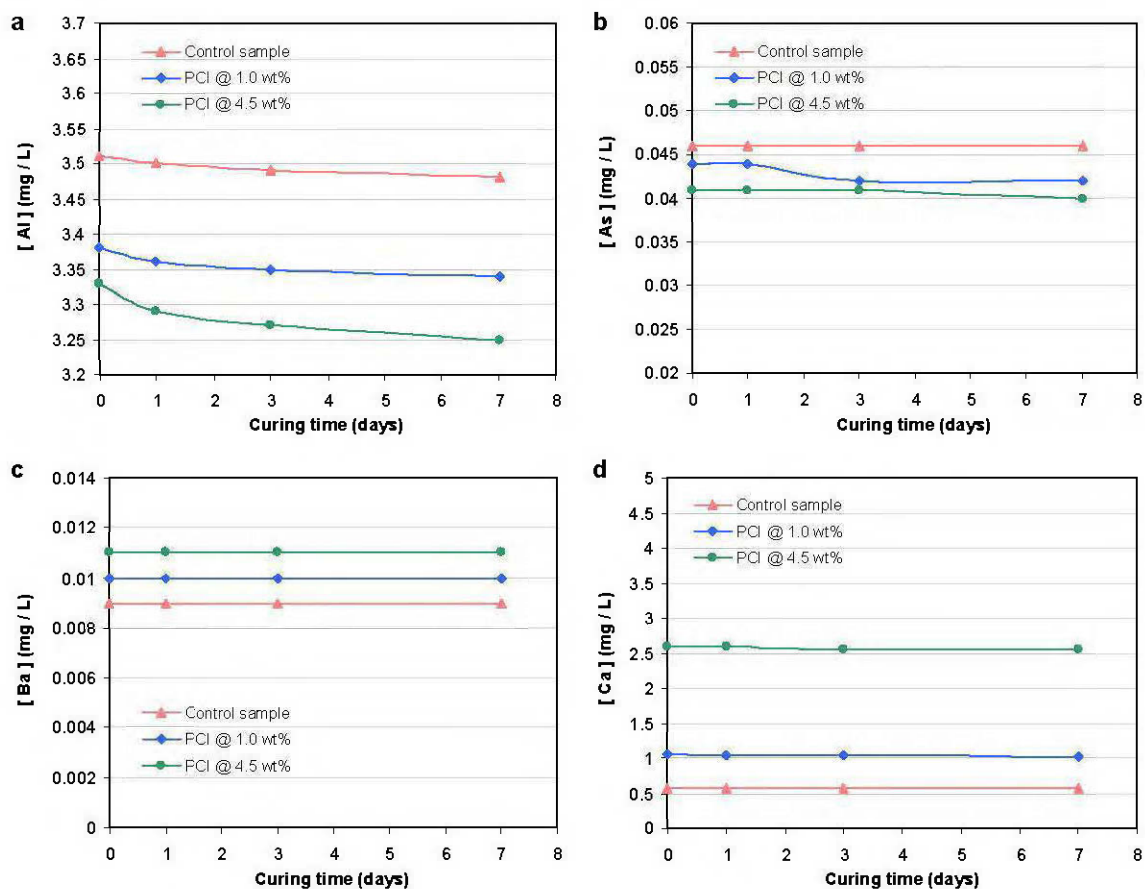 a
3.7
3.65
3.6
3.55
3.5
3.45
3.4
3.35
3.3
3.25
3.2
[ Al ] (mg / L)
Control sample
PCI @ 1.0 wt%
PCI @ 4.5 wt%
0 1 2 3 4 5 6 7 8
Curing time (days)
b
0.06
0.055
0.05
0.045
0.04
0.035
0.03
0.025
0.02
[ As ] (mg / L)
Control sample
PCI @ 1.0 wt%
PCI @ 4.5 wt%
0 1 2 3 4 5 6 7 8
Curing time (days)
c
0.014
0.012
0.01
0.008
0.006
0.004
0.002
0
[ Ba ] (mg / L)
Control sample
PCI @ 1.0 wt%
PCI @ 4.5 wt%
0 1 2 3 4 5 6 7 8
Curing time (days)
d
5
4.5
4
3.5
3
2.5
2
1.5
1
0.5
0
[ Ca ] (mg / L)
Control sample
PCI @ 1.0 wt%
PCI @ 4.5 wt%
0 1 2 3 4 5 6 7 8
Curing time (days)